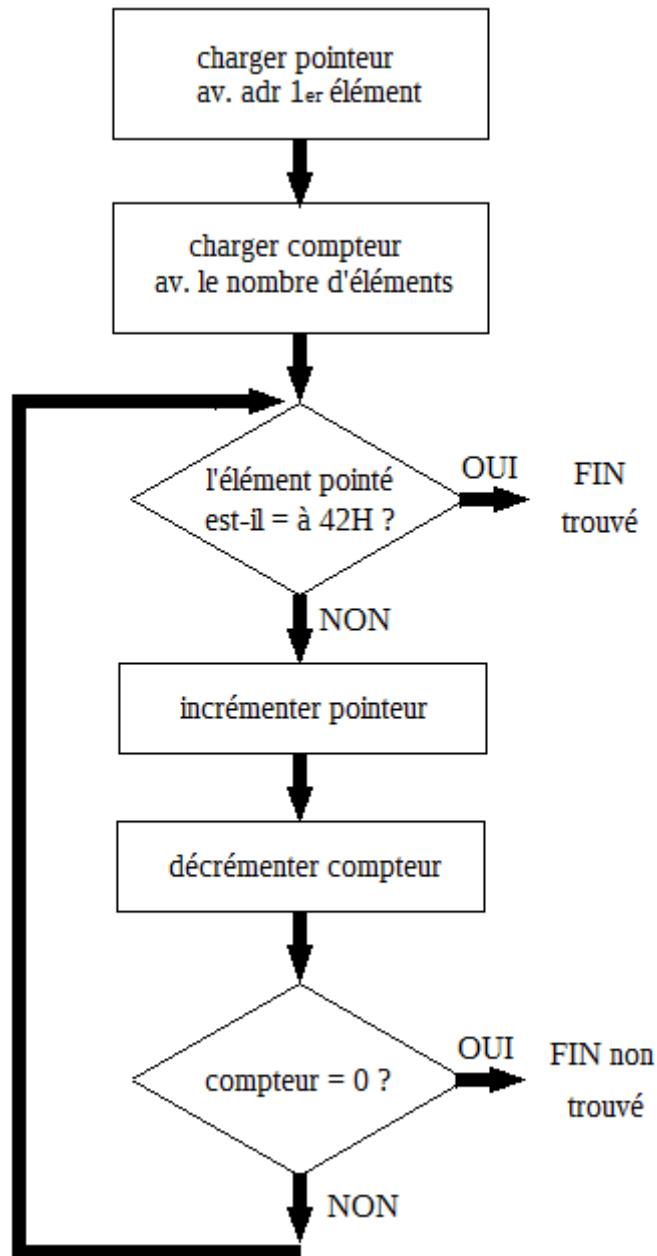 charger pointeur
av. adr 1er élément
charger compteur
av. le nombre d'éléments
l'élément pointé
est-il = à 42H ?
OUI
FIN
trouvé
NON
incrémenter pointeur
décrémenter compteur
compteur = 0 ?
OUI
FIN non
trouvé
NON